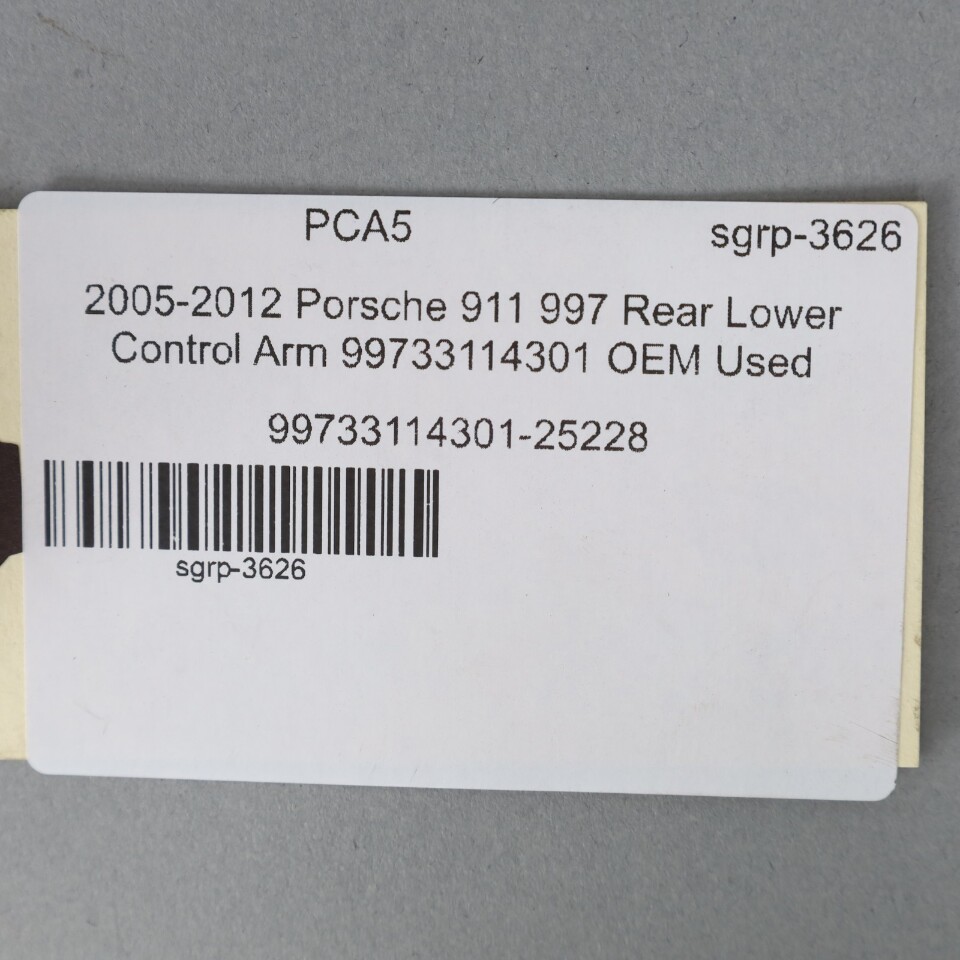 PCA5 sgrp-3626
2005-2012 Porsche 911 997 Rear Lower
Control Arm 99733114301 OEM Used
99733114301-25228
sgrp-3626